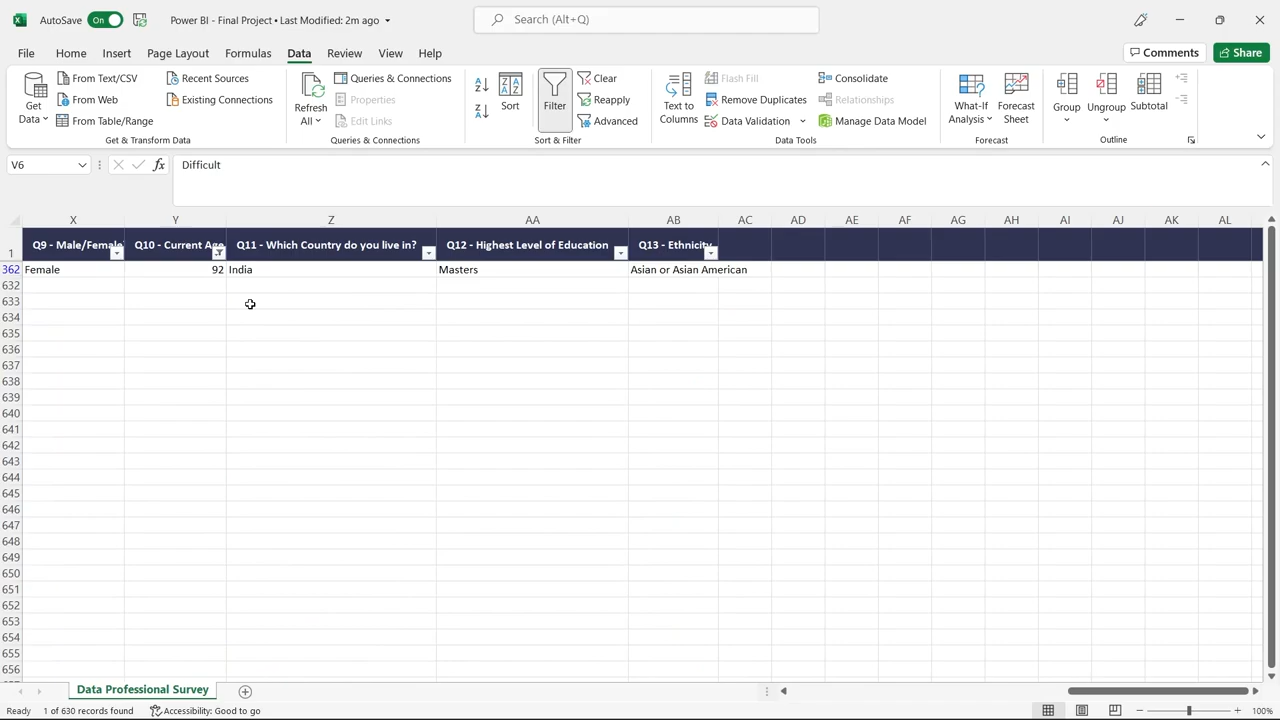 AutoSave On Power BI - Final Project • Last Modified: 2m ago Search (Alt+Q)
File Home Insert Page Layout Formulas Data Review View Help Comments Share
Get Data From Text/CSV From Web From Table/Range Recent Sources Existing Connections
Get & Transform Data
Refresh All Queries & Connections Properties Edit Links
Queries & Connections
Sort Filter Clear Reapply Advanced
Sort & Filter
Text to Columns Flash Fill Remove Duplicates Data Validation Consolidate Relationships Manage Data Model
Data Tools
What-If Analysis Forecast Sheet
Forecast
Group Ungroup Subtotal
Outline
V6 fx Difficult
X Y Z AA AB AC AD AE AF AG AH AI AJ AK AL
1 Q9 - Male/Female Q10 - Current Age Q11 - Which Country do you live in? Q12 - Highest Level of Education Q13 - Ethnicity
362 Female 92 India Masters Asian or Asian American
632
633
634
635
636
637
638
639
640
641
642
643
644
645
646
647
648
649
650
651
652
653
654
655
656
Data Professional Survey
Ready 1 of 630 records found Accessibility: Good to go 100%